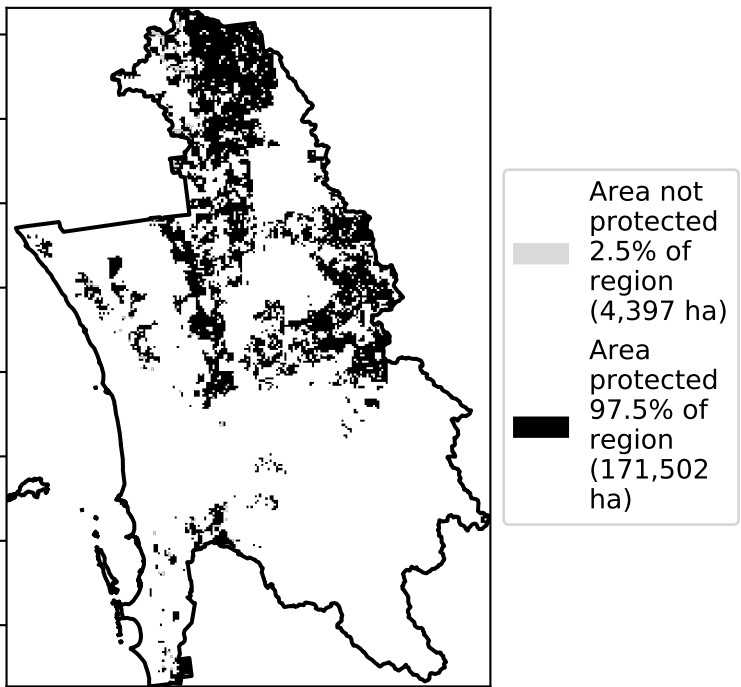 Area not
protected
2.5% of
region
(4,397 ha)
Area
protected
97.5% of
region
(171,502
ha)